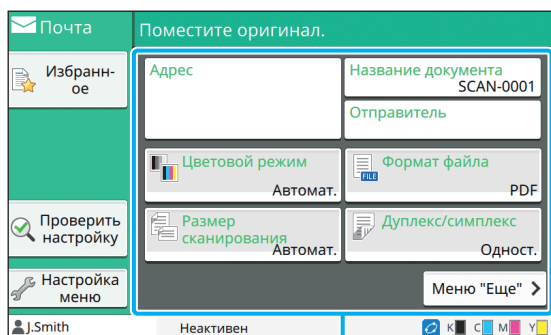 Почта
Поместите оригинал.
Избранн-
ое
Адрес
Название документа
SCAN-0001
Отправитель
Цветовой режим
Автомат.
Формат файла
FILE
PDF
Проверить
настройку
Размер
сканирования
Автомат.
Дуплекс/симплекс
Одност.
Настройка
меню
Меню "Еще"
J.Smith
Неактивен
K C M Y